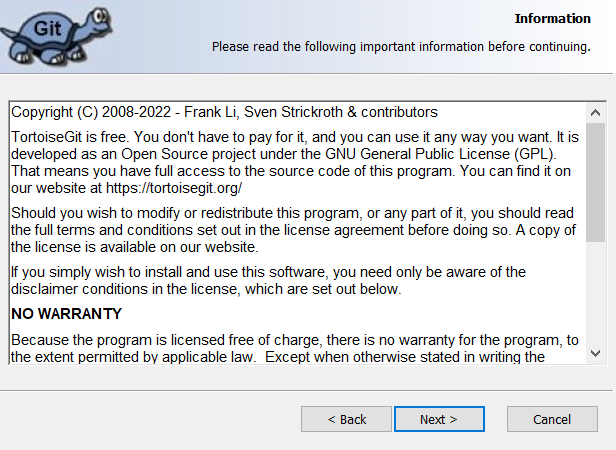 Git
Information
Please read the following important information before continuing.
Copyright (C) 2008-2022 - Frank Li, Sven Strickroth & contributors
TortoiseGit is free. You don't have to pay for it, and you can use it any way you want. It is
developed as an Open Source project under the GNU General Public License (GPL).
That means you have full access to the source code of this program. You can find it on
our website at https://tortoisegit.org/
Should you wish to modify or redistribute this program, or any part of it, you should read
the full terms and conditions set out in the license agreement before doing so. A copy of
the license is available on our website.
If you simply wish to install and use this software, you need only be aware of the
disclaimer conditions in the license, which are set out below.
NO WARRANTY
Because the program is licensed free of charge, there is no warranty for the program, to
the extent permitted by applicable law.  Except when otherwise stated in writing the
< Back
Next >
Cancel